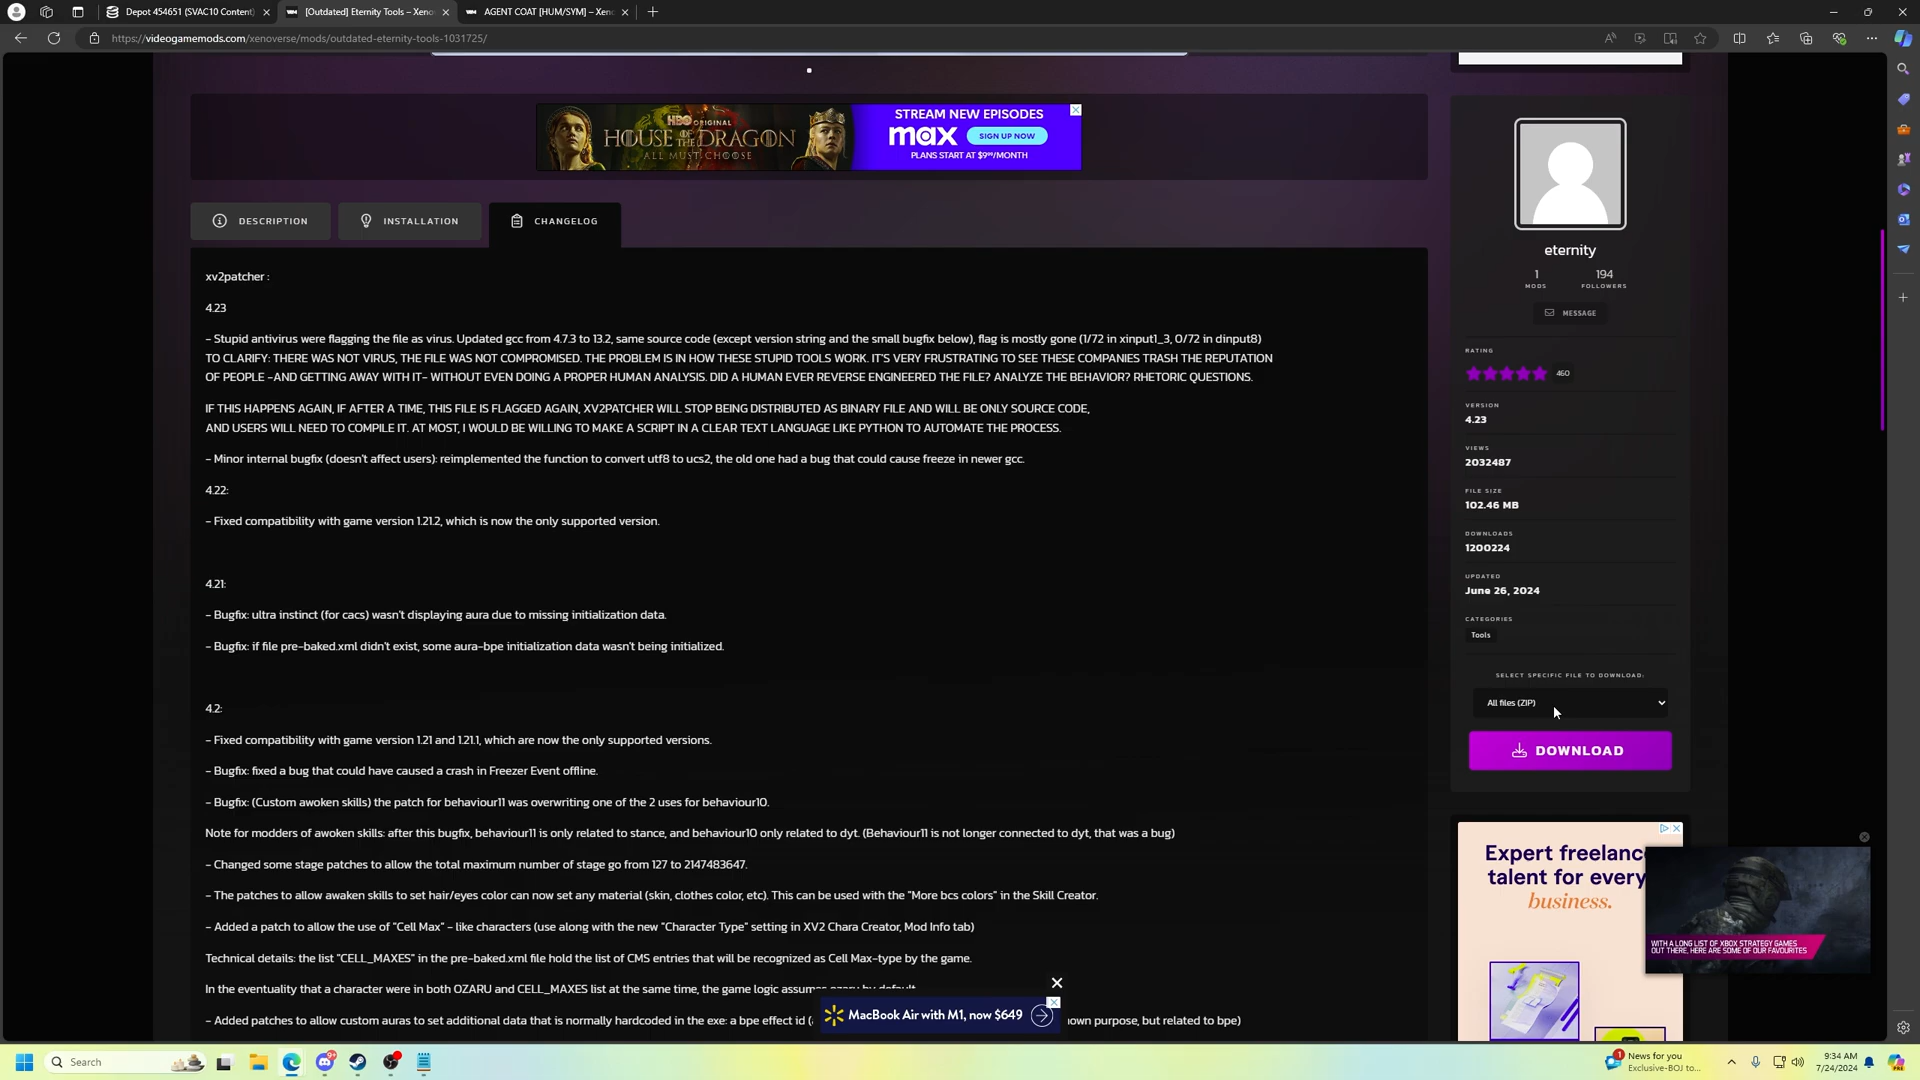 Depot 454651 (SVAC10 Content)
[Outdated] Eternity Tools – Xeno
AGENT COAT [HUM/SYM] – Xeno
https://videogamemods.com/xenoverse/mods/outdated-eternity-tools-1031725/
HBO ORIGINAL
HOUSE OF THE DRAGON
ALL MUST CHOOSE
STREAM NEW EPISODES
max SIGN UP NOW
PLANS START AT $9.99/MONTH
DESCRIPTION
INSTALLATION
CHANGELOG
xv2patcher :
4.23
- Stupid antivirus were flagging the file as virus. Updated gcc from 4.7.3 to 13.2, same source code (except version string and the small bugfix below), flag is mostly gone (1/72 in xinput1_3, 0/72 in dinput8)
TO CLARIFY: THERE WAS NOT VIRUS, THE FILE WAS NOT COMPROMISED. THE PROBLEM IS IN HOW THESE STUPID TOOLS WORK. IT'S VERY FRUSTRATING TO SEE THESE COMPANIES TRASH THE REPUTATION
OF PEOPLE -AND GETTING AWAY WITH IT- WITHOUT EVEN DOING A PROPER HUMAN ANALYSIS. DID A HUMAN EVER REVERSE ENGINEERED THE FILE? ANALYZE THE BEHAVIOR? RHETORIC QUESTIONS.
IF THIS HAPPENS AGAIN, IF AFTER A TIME, THIS FILE IS FLAGGED AGAIN, XV2PATCHER WILL STOP BEING DISTRIBUTED AS BINARY FILE AND WILL BE ONLY SOURCE CODE,
AND USERS WILL NEED TO COMPILE IT. AT MOST, I WOULD BE WILLING TO MAKE A SCRIPT IN A CLEAR TEXT LANGUAGE LIKE PYTHON TO AUTOMATE THE PROCESS.
- Minor internal bugfix (doesn't affect users): reimplemented the function to convert utf8 to ucs2, the old one had a bug that could cause freeze in newer gcc.
4.22:
- Fixed compatibility with game version 1.21.2, which is now the only supported version.
4.21:
- Bugfix: ultra instinct (for cacs) wasn't displaying aura due to missing initialization data.
- Bugfix: if file pre-baked.xml didn't exist, some aura-bpe initialization data wasn't being initialized.
4.2:
- Fixed compatibility with game version 1.21 and 1.21.1, which are now the only supported versions.
- Bugfix: fixed a bug that could have caused a crash in Freezer Event offline.
- Bugfix: (Custom awoken skills) the patch for behaviour11 was overwriting one of the 2 uses for behaviour10.
Note for modders of awoken skills: after this bugfix, behaviour11 is only related to stance, and behaviour10 only related to dyt. (Behaviour11 is not longer connected to dyt, that was a bug)
- Changed some stage patches to allow the total maximum number of stage go from 127 to 2147483647.
- The patches to allow awaken skills to set hair/eyes color can now set any material (skin, clothes color, etc). This can be used with the "More bcs colors" in the Skill Creator.
- Added a patch to allow the use of "Cell Max" - like characters (use along with the new "Character Type" setting in XV2 Chara Creator, Mod Info tab)
Technical details: the list "CELL_MAXES" in the pre-baked.xml file hold the list of CMS entries that will be recognized as Cell Max-type by the game.
In the eventuality that a character were in both OZARU and CELL_MAXES list at the same time, the game logic assumes ozaru by default
- Added patches to allow custom auras to set additional data that is normally hardcoded in the exe: a bpe effect id (
own purpose, but related to bpe)
MacBook Air with M1, now $649
eternity
1
MODS
194
FOLLOWERS
MESSAGE
RATING
460
VERSION
4.23
VIEWS
2032487
FILE SIZE
102.46 MB
DOWNLOADS
1200224
UPDATED
June 26, 2024
CATEGORIES
Tools
SELECT SPECIFIC FILE TO DOWNLOAD:
All files (ZIP)
DOWNLOAD
Expert freelance
talent for every
business.
WITH A LONG LIST OF XBOX STRATEGY GAMES
OUT THERE, HERE ARE SOME OF OUR FAVOURITES
Search
9+
1
News for you
Exclusive-BOJ to...
9:34 AM
7/24/2024
PRE